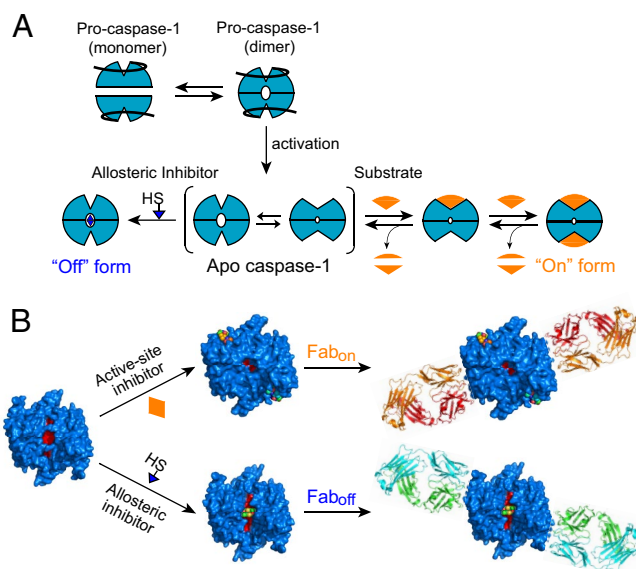 A
Pro-caspase-1
(monomer)
Pro-caspase-1
(dimer)
activation
Allosteric Inhibitor
Substrate
HS
"Off" form
Apo caspase-1
"On" form
B
Active-site
inhibitor
Fabon
HS
Allosteric
inhibitor
Faboff